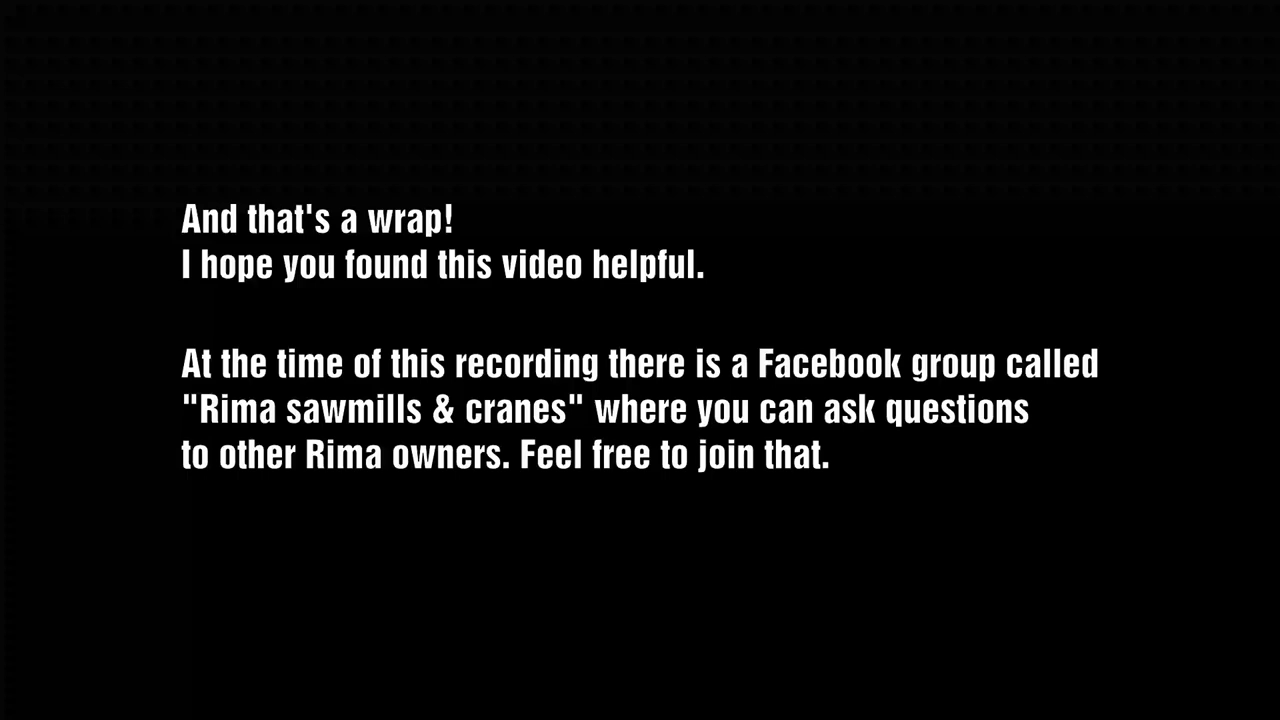 And that's a wrap!
I hope you found this video helpful.
At the time of this recording there is a Facebook group called
"Rima sawmills & cranes" where you can ask questions
to other Rima owners. Feel free to join that.